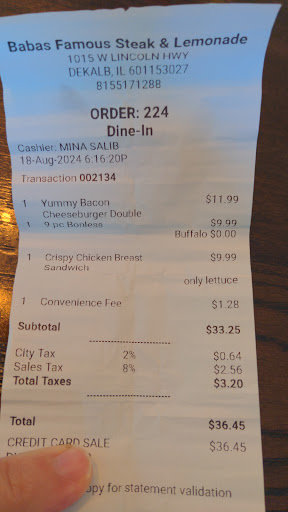 Babas Famous Steak & Lemonade
1015 W LINCOLN HWY
DEKALB, IL 601153027
8155171288
ORDER: 224
Dine-In
Cashier: MINA SALIB
18-Aug-2024 6:16:20P
Transaction 002134
1 Yummy Bacon Cheeseburger Double $11.99
1 9 pc Bonless $9.99
Buffalo $0.00
1 Crispy Chicken Breast $9.99
Sandwich
only lettuce
1 Convenience Fee $1.28
Subtotal $33.25
City Tax 2% $0.64
Sales Tax 8% $2.56
Total Taxes $3.20
Total $36.45
CREDIT CARD SALE $36.45
for statement validation